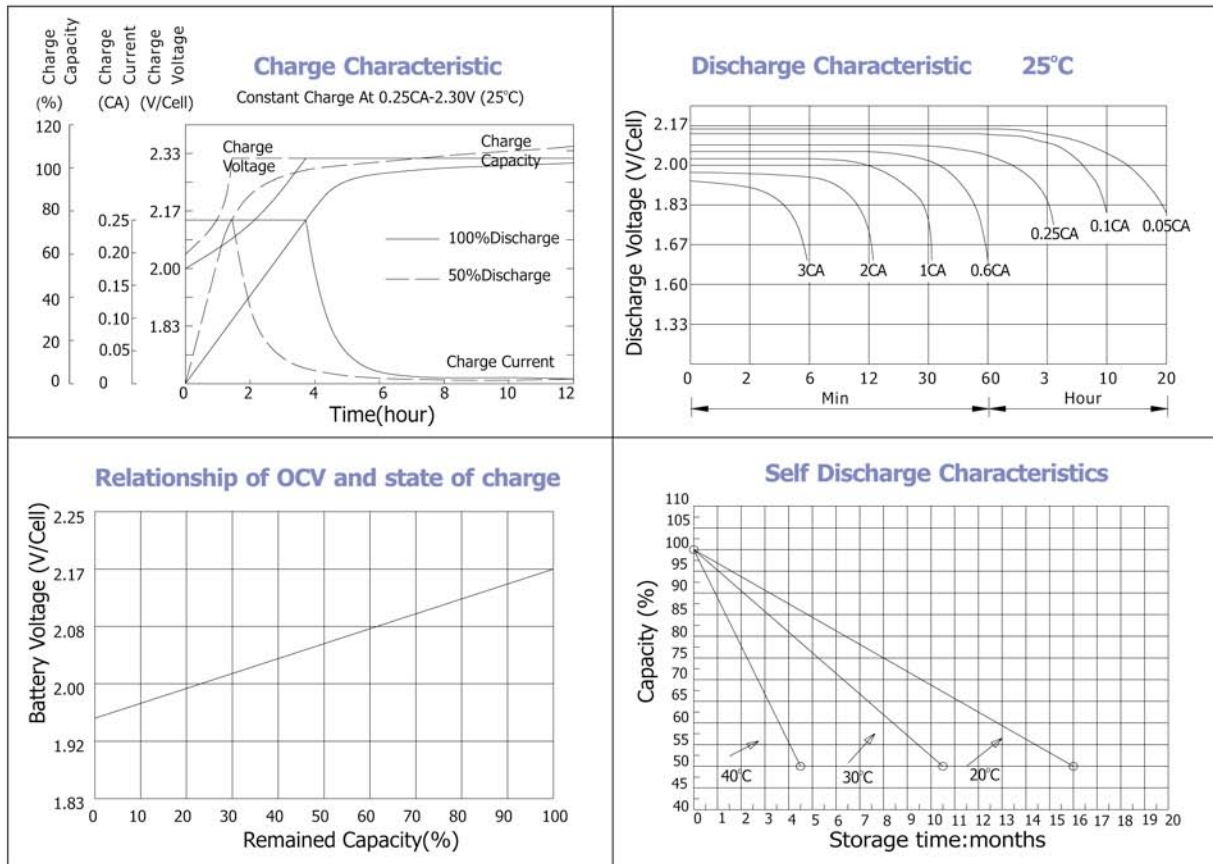 Charge
Capacity
Charge
Current
Charge
Voltage
Charge Characteristic
(%)
(CA)
(V/Cell)
Constant Charge At 0.25CA-2.30V (25°C)
120
100
80
60
40
20
0
0.25
0.20
0.15
0.10
0.05
0
2.33
2.17
2.00
1.83
Charge
Voltage
Charge
Capacity
100%Discharge
50%Discharge
Charge Current
0 2 4 6 8 10 12
Time(hour)
Discharge Characteristic 25°C
Discharge Voltage (V/Cell)
2.17
2.00
1.83
1.67
1.60
1.33
3CA 2CA 1CA 0.6CA 0.25CA 0.1CA 0.05CA
0 2 6 12 30 60 3 10 20
Min Hour
Relationship of OCV and state of charge
Battery Voltage (V/Cell)
2.25
2.17
2.08
2.00
1.92
1.83
0 10 20 30 40 50 60 70 80 90 100
Remained Capacity(%)
Self Discharge Characteristics
Capacity (%)
110
105
100
95
90
85
80
75
70
65
60
55
50
45
40
40°C 30°C 20°C
0 1 2 3 4 5 6 7 8 9 10 11 12 13 14 15 16 17 18 19 20
Storage time:months